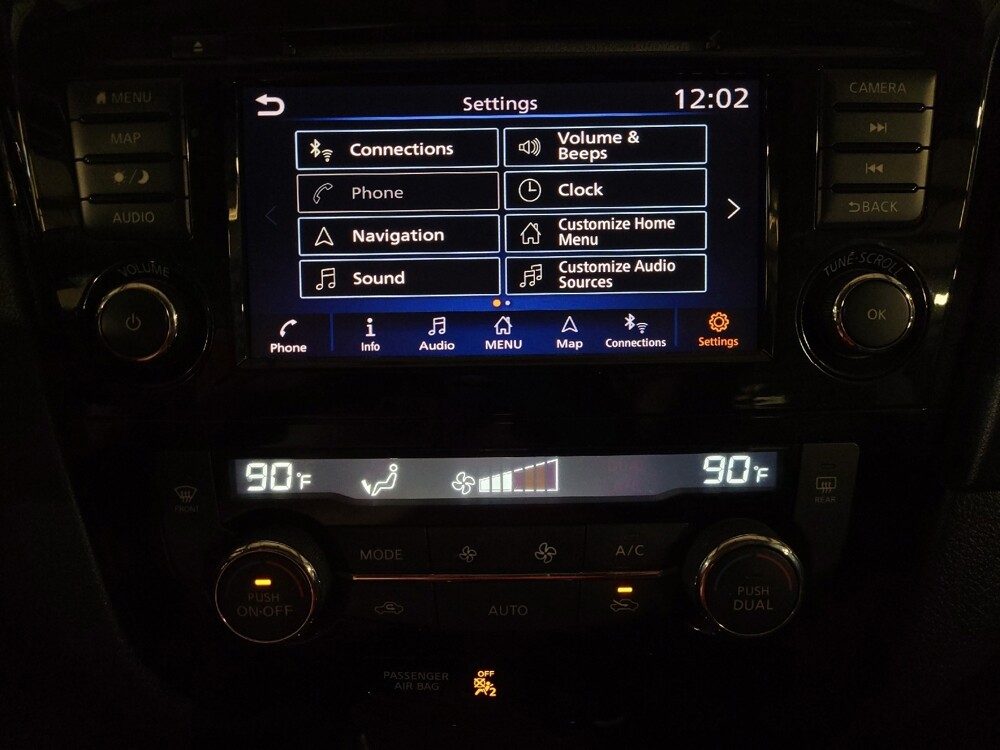 MENU
MAP
AUDIO
VOLUME
Settings
12:02
Connections
Volume &
Beeps
Phone
Clock
Navigation
Customize Home
Menu
Sound
Customize Audio
Sources
Phone
Info
Audio
MENU
Map
Connections
Settings
CAMERA
BACK
TUNE·SCROLL
OK
90°F
90°F
FRONT
REAR
MODE
A/C
PUSH
ON·OFF
AUTO
PUSH
DUAL
PASSENGER
AIR BAG
OFF
2